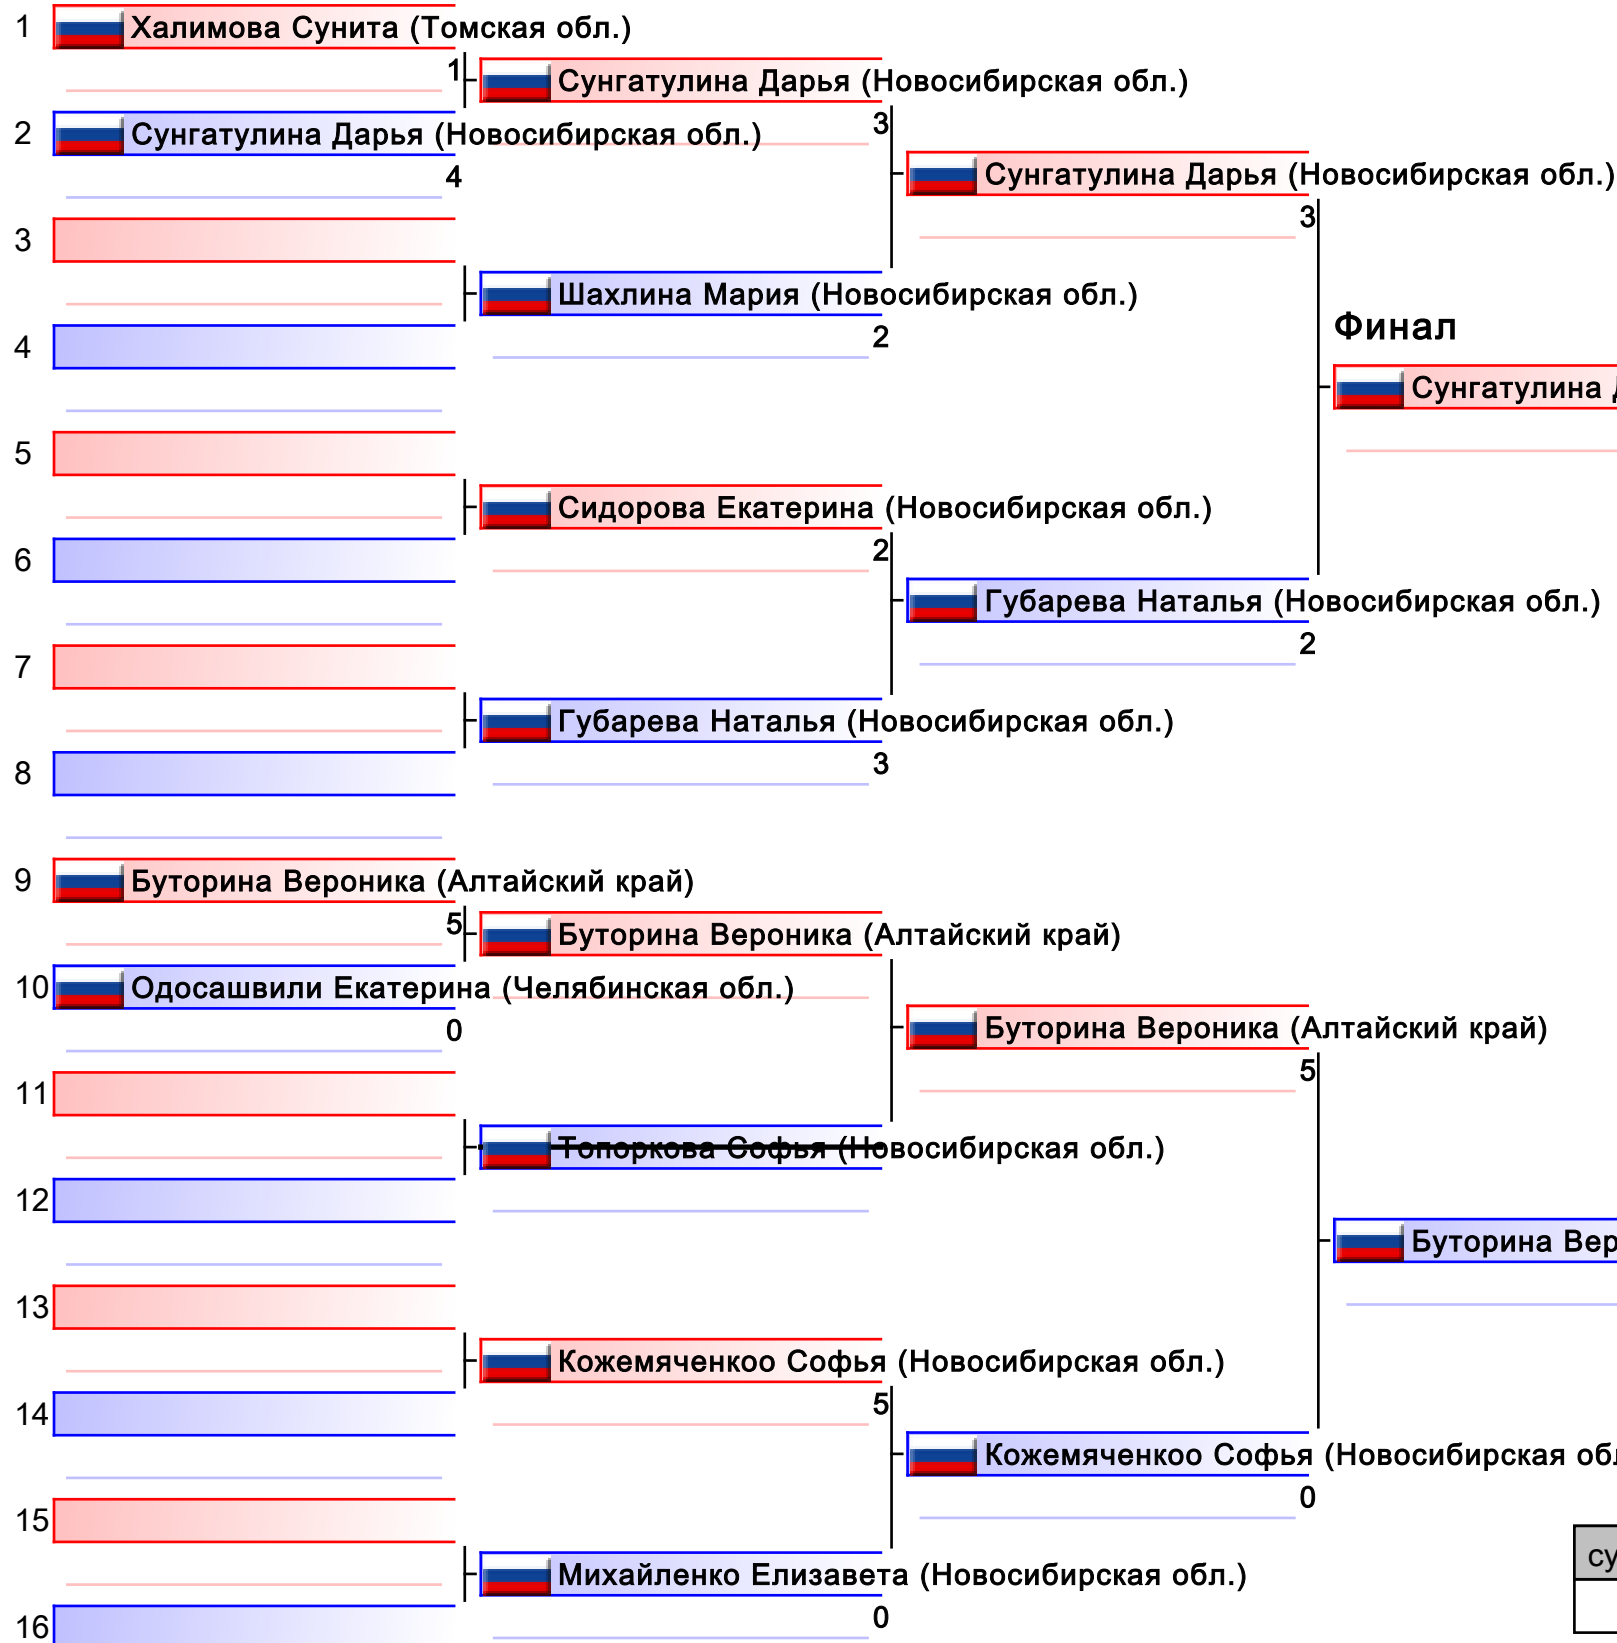 1 Халимова Сунита (Томская обл.)
1 Сунгатулина Дарья (Новосибирская обл.)
2 Сунгатулина Дарья (Новосибирская обл.) 3
4 Сунгатулина Дарья (Новосибирская обл.)
3 3
Шахлина Мария (Новосибирская обл.)
4 2 Финал
Сунгатулина
5
Сидорова Екатерина (Новосибирская обл.)
6 2
Губарева Наталья (Новосибирская обл.)
7 2
Губарева Наталья (Новосибирская обл.)
8 3
9 Буторина Вероника (Алтайский край)
5 Буторина Вероника (Алтайский край)
10 Одосашвили Екатерина (Челябинская обл.)
0 Буторина Вероника (Алтайский край)
11 5
Топоркова Софья (Новосибирская обл.)
12
Буторина Вер
13
Кожемяченкоо Софья (Новосибирская обл.)
14 5
Кожемяченкоо Софья (Новосибирская обл
15 0
су
Михайленко Елизавета (Новосибирская обл.)
16 0